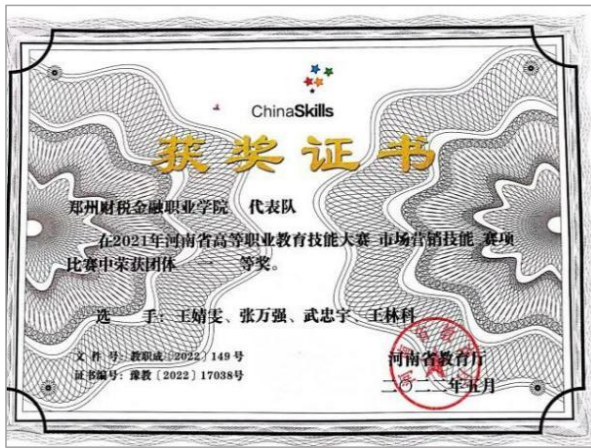 ChinaSkills
获奖证书
郑州财税金融职业学院 代表队
在2021年河南省高等职业教育技能大赛 市场营销技能 赛项
比赛中荣获团体 一 等奖。
选 手：王婧雯、张万强、武忠宇、王林科
文 件 号：教职成〔2022〕149号
证书编号：豫教〔2022〕17038号
河南省教育厅
二〇二二年五月